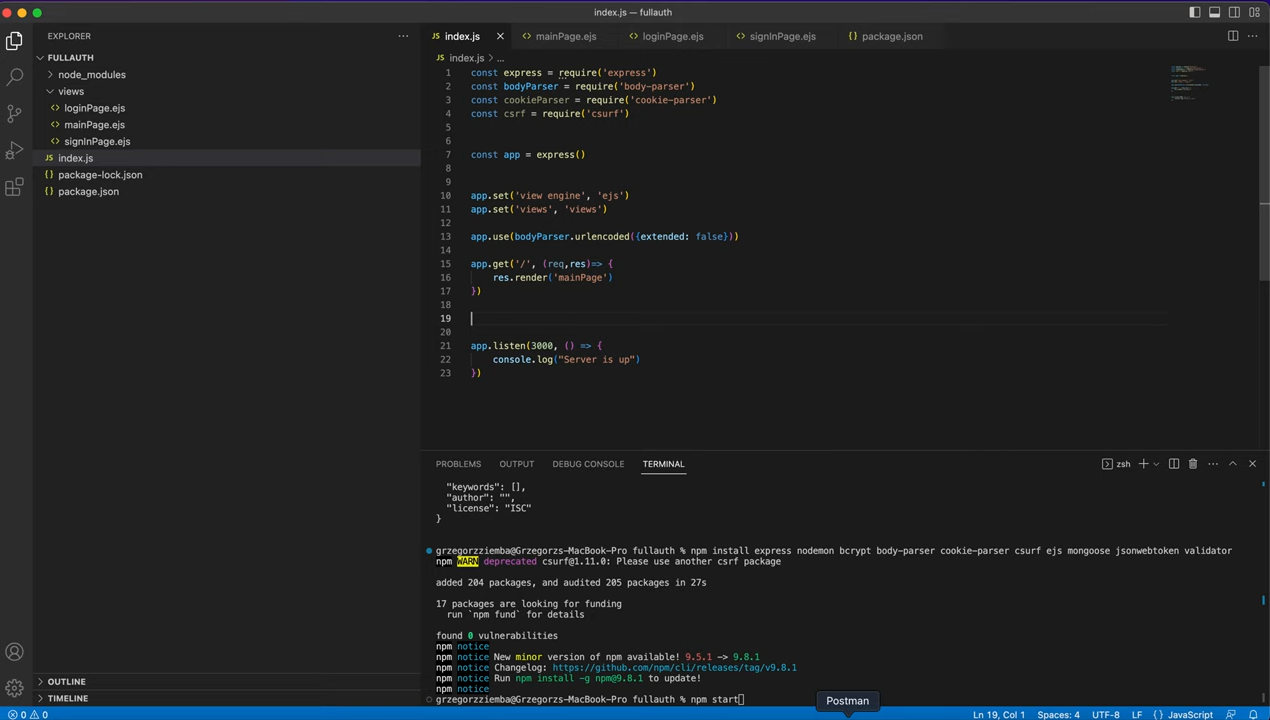 index.js — fullauth
EXPLORER
FULLAUTH
node_modules
views
loginPage.ejs
mainPage.ejs
signInPage.ejs
index.js
package-lock.json
package.json
OUTLINE
TIMELINE
JS index.js
mainPage.ejs
loginPage.ejs
signInPage.ejs
package.json
JS index.js > ...
1 const express = require('express')
2 const bodyParser = require('body-parser')
3 const cookieParser = require('cookie-parser')
4 const csrf = require('csurf')
5
6
7 const app = express()
8
9
10 app.set('view engine', 'ejs')
11 app.set('views', 'views')
12
13 app.use(bodyParser.urlencoded({extended: false}))
14
15 app.get('/', (req,res)=> {
16 res.render('mainPage')
17 })
18
19
20
21 app.listen(3000, () => {
22 console.log("Server is up")
23 })
PROBLEMS OUTPUT DEBUG CONSOLE TERMINAL
zsh
"keywords": [],
"author": "",
"license": "ISC"
}
grzegorzziemba@Grzegorzs-MacBook-Pro fullauth % npm install express nodemon bcrypt body-parser cookie-parser csurf ejs mongoose jsonwebtoken validator
npm WARN deprecated csurf@1.11.0: Please use another csrf package
added 204 packages, and audited 205 packages in 27s
17 packages are looking for funding
run `npm fund` for details
found 0 vulnerabilities
npm notice
npm notice New minor version of npm available! 9.5.1 -> 9.8.1
npm notice Changelog: https://github.com/npm/cli/releases/tag/v9.8.1
npm notice Run npm install -g npm@9.8.1 to update!
npm notice
grzegorzziemba@Grzegorzs-MacBook-Pro fullauth % npm start
Postman
0 0
Ln 19, Col 1
Spaces: 4
UTF-8
LF
{} JavaScript